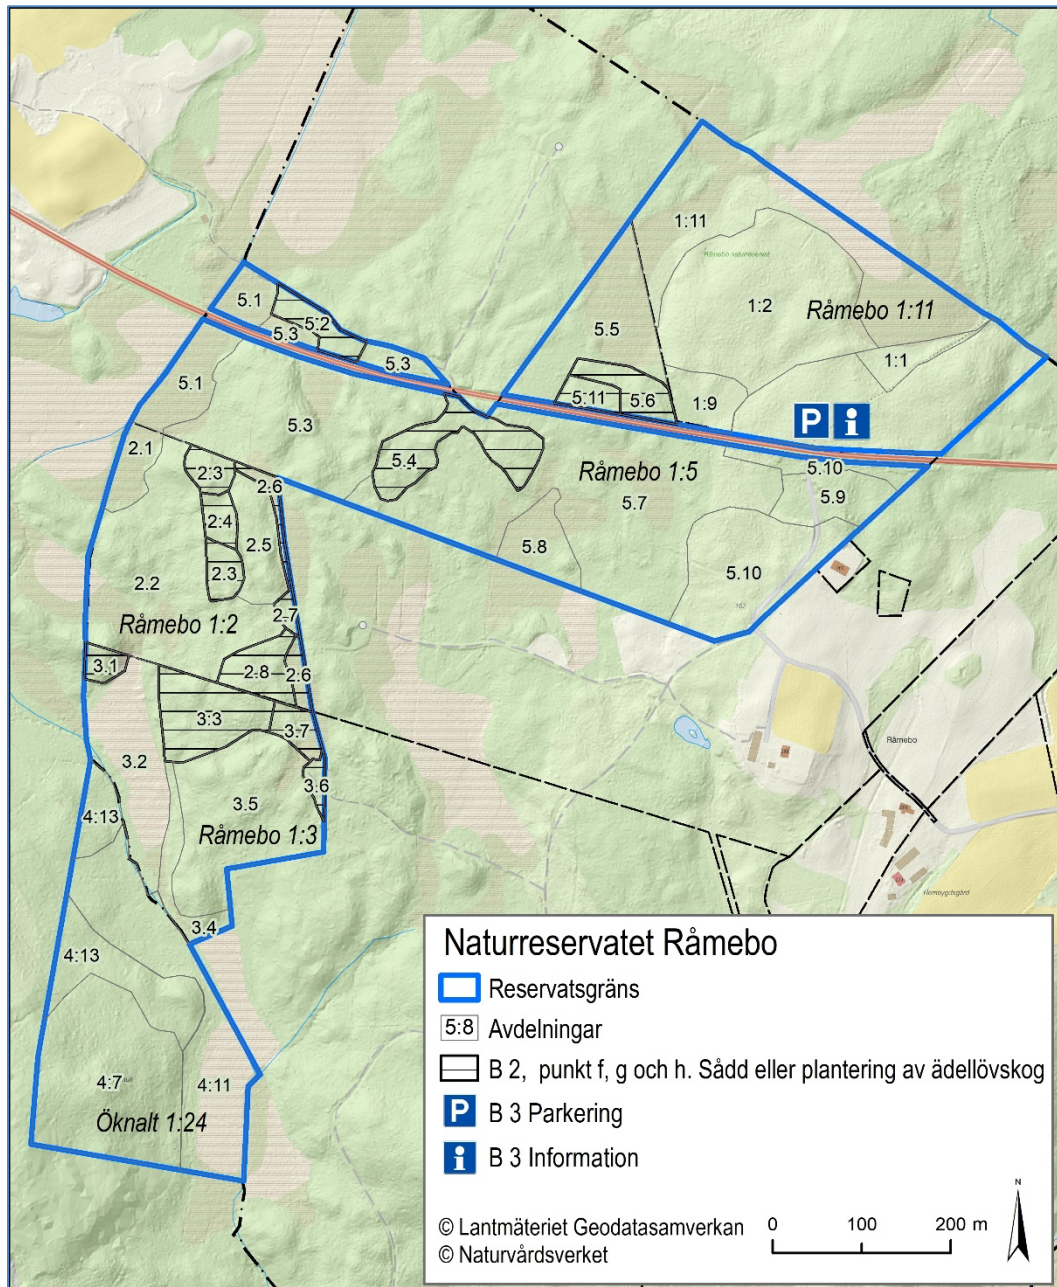 1:11
Råmebo naturreservat
1:2
Råmebo 1:11
5.1
5:2
5.3
5.3
5.5
1:1
5:11
5.6
1:9
P
i
5.1
5.3
2.1
5.4
Råmebo 1:5
5.10
5.9
2:3
2:6
5.7
2:4
2.5
5.8
2.3
5.10
2.2
2.7
Råmebo 1:2
3.1
2.8
2.6
3:3
3.7
Råmebo
3.2
3.6
4:13
3.5
Råmebo 1:3
Hembygdsgård
3.4
4:13
4:7
4:11
Öknalt 1:24
Naturreservatet Råmebo
Reservatsgräns
5:8 Avdelningar
B 2, punkt f, g och h. Sådd eller plantering av ädellövskog
P B 3 Parkering
i B 3 Information
N
© Lantmäteriet Geodatasamverkan
© Naturvårdsverket
0 100 200 m